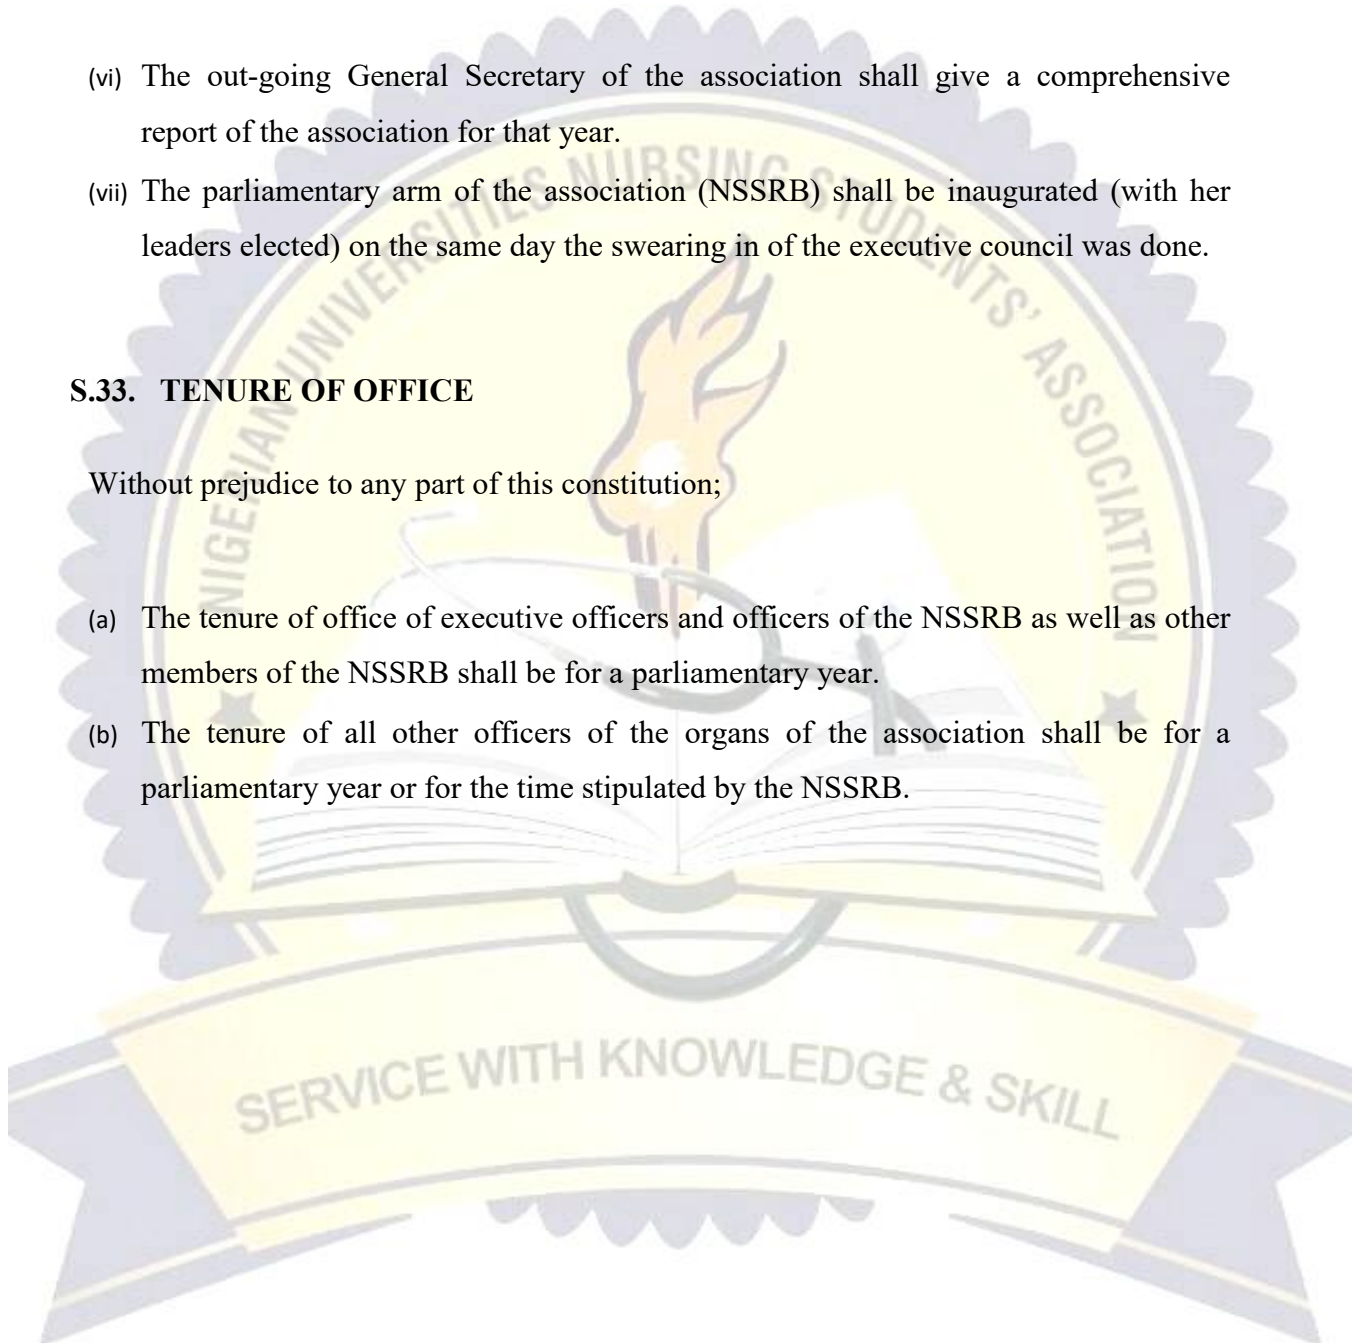 (vi) The out-going General Secretary of the association shall give a comprehensive
report of the association for that year.
(vii) The parliamentary arm of the association (NSSRB) shall be inaugurated (with her
leaders elected) on the same day the swearing in of the executive council was done.
S.33. TENURE OF OFFICE
Without prejudice to any part of this constitution;
(a) The tenure of office of executive officers and officers of the NSSRB as well as other
members of the NSSRB shall be for a parliamentary year.
(b) The tenure of all other officers of the organs of the association shall be for a
parliamentary year or for the time stipulated by the NSSRB.
NIGERIAN UNIVERSITIES NURSING STUDENTS' ASSOCIATION
SERVICE WITH KNOWLEDGE & SKILL